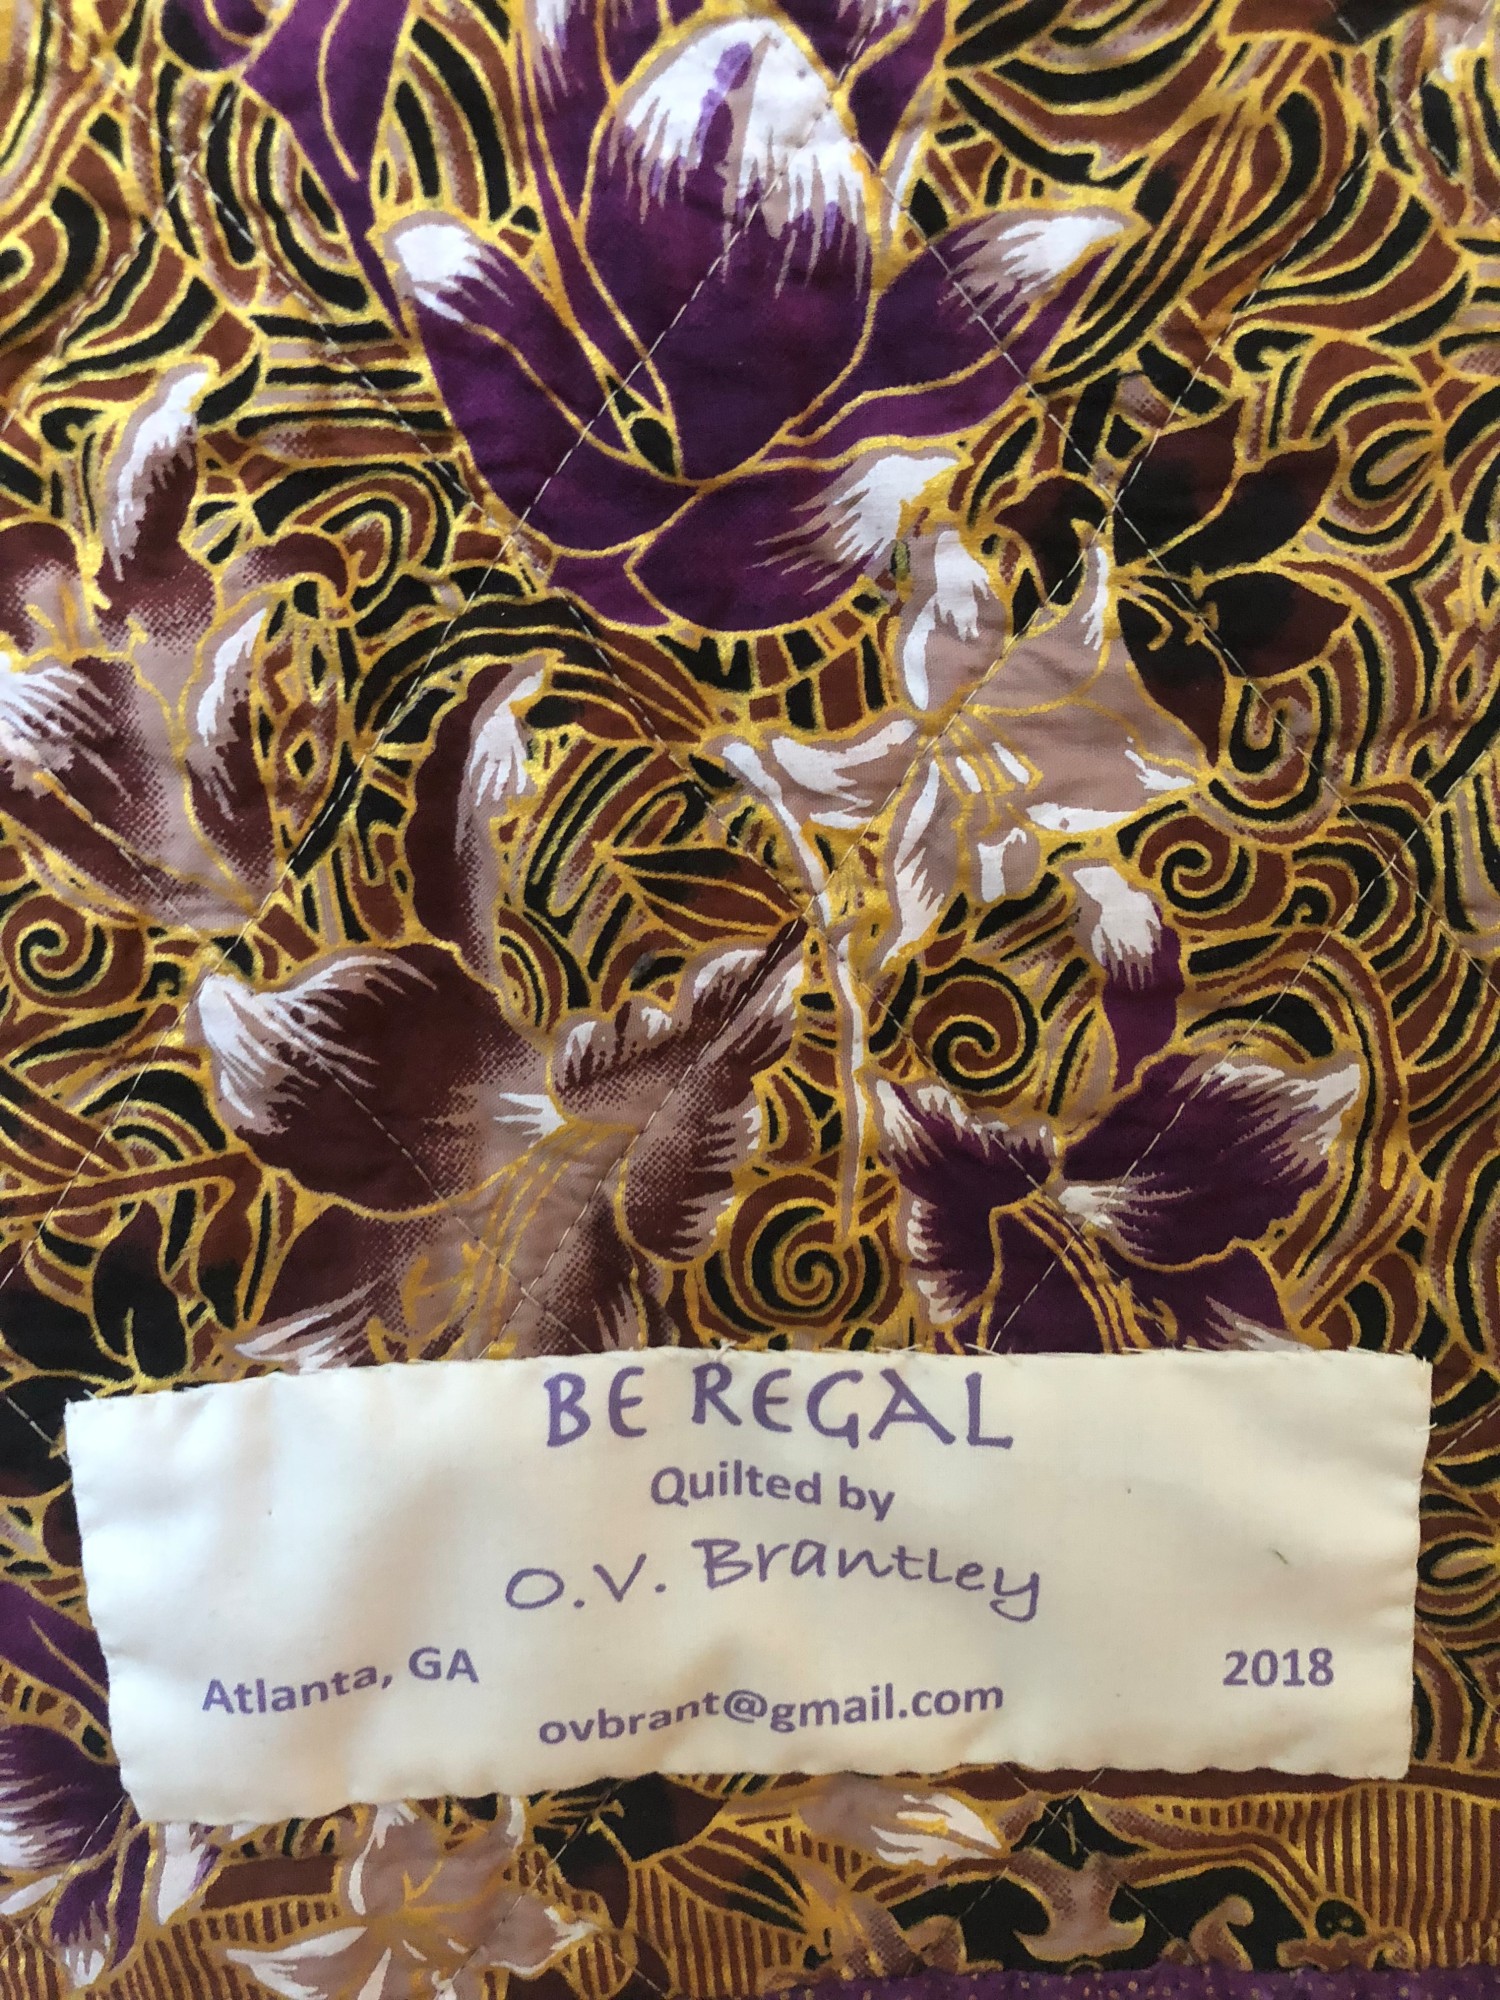 BE REGAL
Quilted by
O.V. Brantley
Atlanta, GA 2018
ovbrant@gmail.com